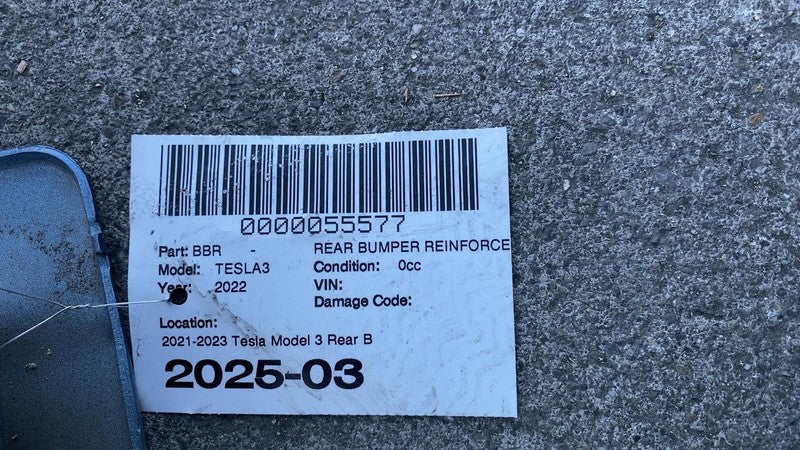 0000055577
Part: BBR - REAR BUMPER REINFORCE
Model: TESLA3 Condition: 0cc
Year: 2022 VIN:
Damage Code:
Location:
2021-2023 Tesla Model 3 Rear B
2025-03